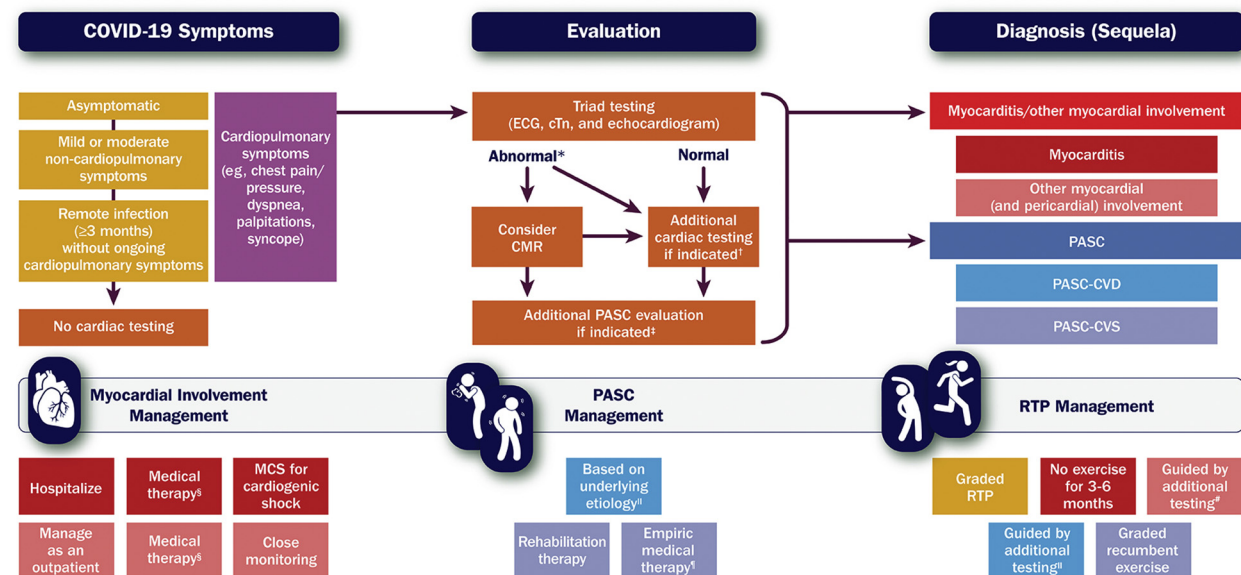 COVID-19 Symptoms
Evaluation
Diagnosis (Sequela)
Asymptomatic
Mild or moderate
non-cardiopulmonary
symptoms
Remote infection
(≥3 months)
without ongoing
cardiopulmonary symptoms
No cardiac testing
Cardiopulmonary
symptoms
(eg, chest pain/
pressure,
dyspnea,
palpitations,
syncope)
Triad testing
(ECG, cTn, and echocardiogram)
Abnormal*
Normal
Consider
CMR
Additional
cardiac testing
if indicated†
Additional PASC evaluation
if indicated‡
Myocarditis/other myocardial involvement
Myocarditis
Other myocardial
(and pericardial) involvement
PASC
PASC-CVD
PASC-CVS
Myocardial Involvement
Management
PASC
Management
RTP Management
Hospitalize
Medical
therapy§
MCS for
cardiogenic
shock
Manage
as an
outpatient
Medical
therapy§
Close
monitoring
Based on
underlying
etiology||
Rehabilitation
therapy
Empiric
medical
therapy¶
Graded
RTP
No exercise
for 3-6
months
Guided by
additional
testing#
Guided by
additional
testing||
Graded
recumbent
exercise